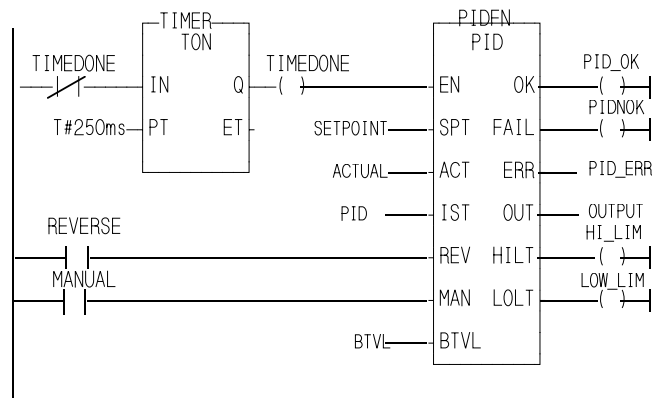 TIMER
TON
PIDFN
PID
TIMEDONE
TIMEDONE
PID_OK
IN
Q
EN
OK
PIDNOK
T#250ms
PT
ET
SETPOINT
SPT
FAIL
ACTUAL
ACT
ERR
PID_ERR
PID
IST
OUT
OUTPUT
REVERSE
HI_LIM
REV
HILT
MANUAL
LOW_LIM
MAN
LOLT
BTVL
BTVL